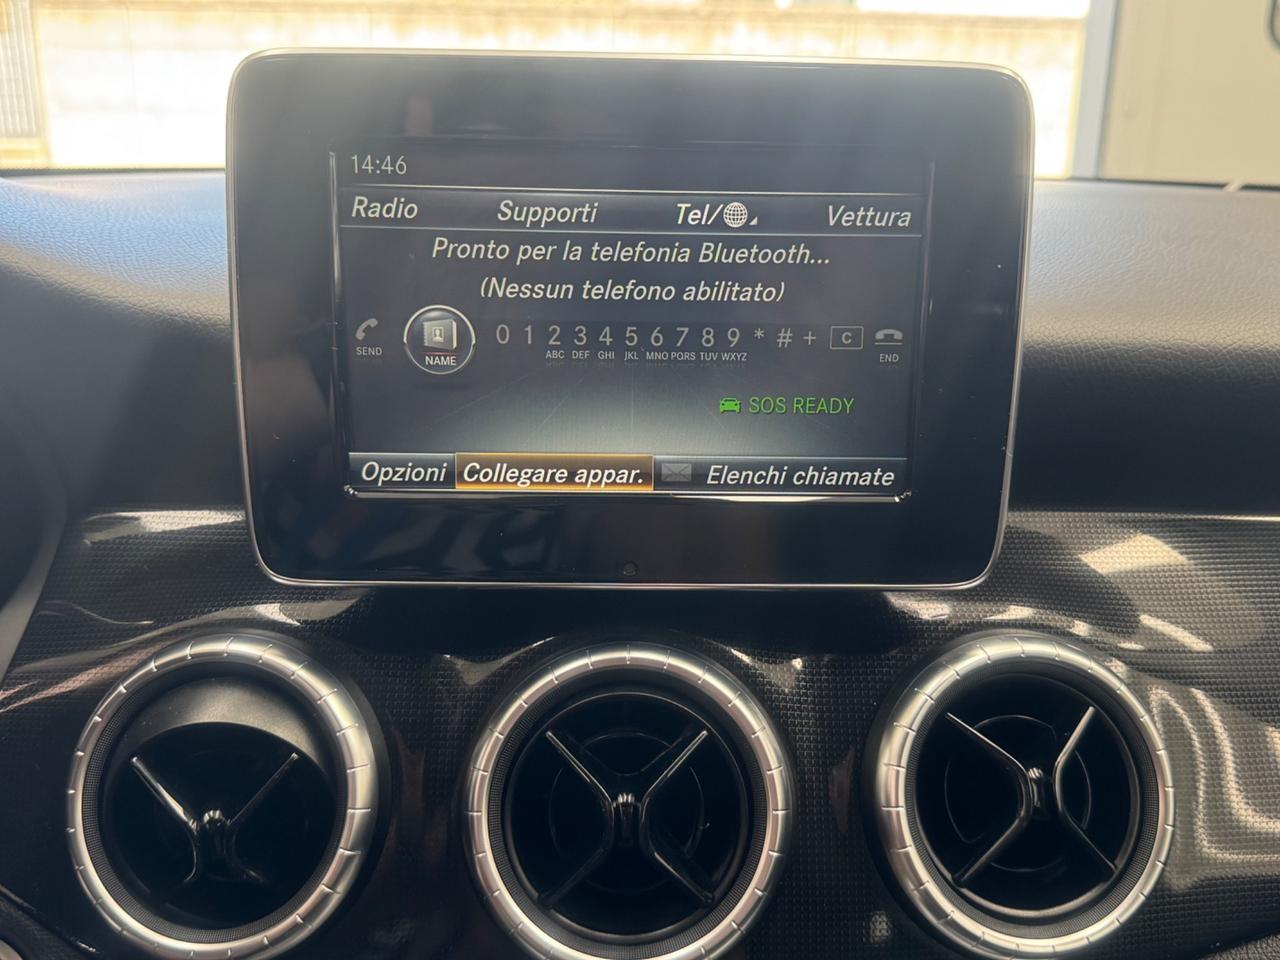 14:46
Radio Supporti Tel/ Vettura
Pronto per la telefonia Bluetooth...
(Nessun telefono abilitato)
SEND NAME 0 1 2 3 4 5 6 7 8 9 * # + C END
ABC DEF GHI JKL MNO PQRS TUV WXYZ
SOS READY
Opzioni Collegare appar. Elenchi chiamate